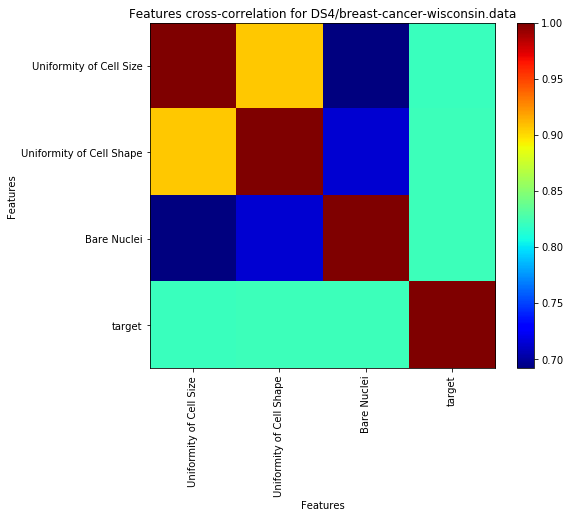 Features cross-correlation for DS4/breast-cancer-wisconsin.data
Uniformity of Cell Size
Uniformity of Cell Shape
Bare Nuclei
target
Features
Uniformity of Cell Size
Uniformity of Cell Shape
Bare Nuclei
target
Features
1.00
0.95
0.90
0.85
0.80
0.75
0.70